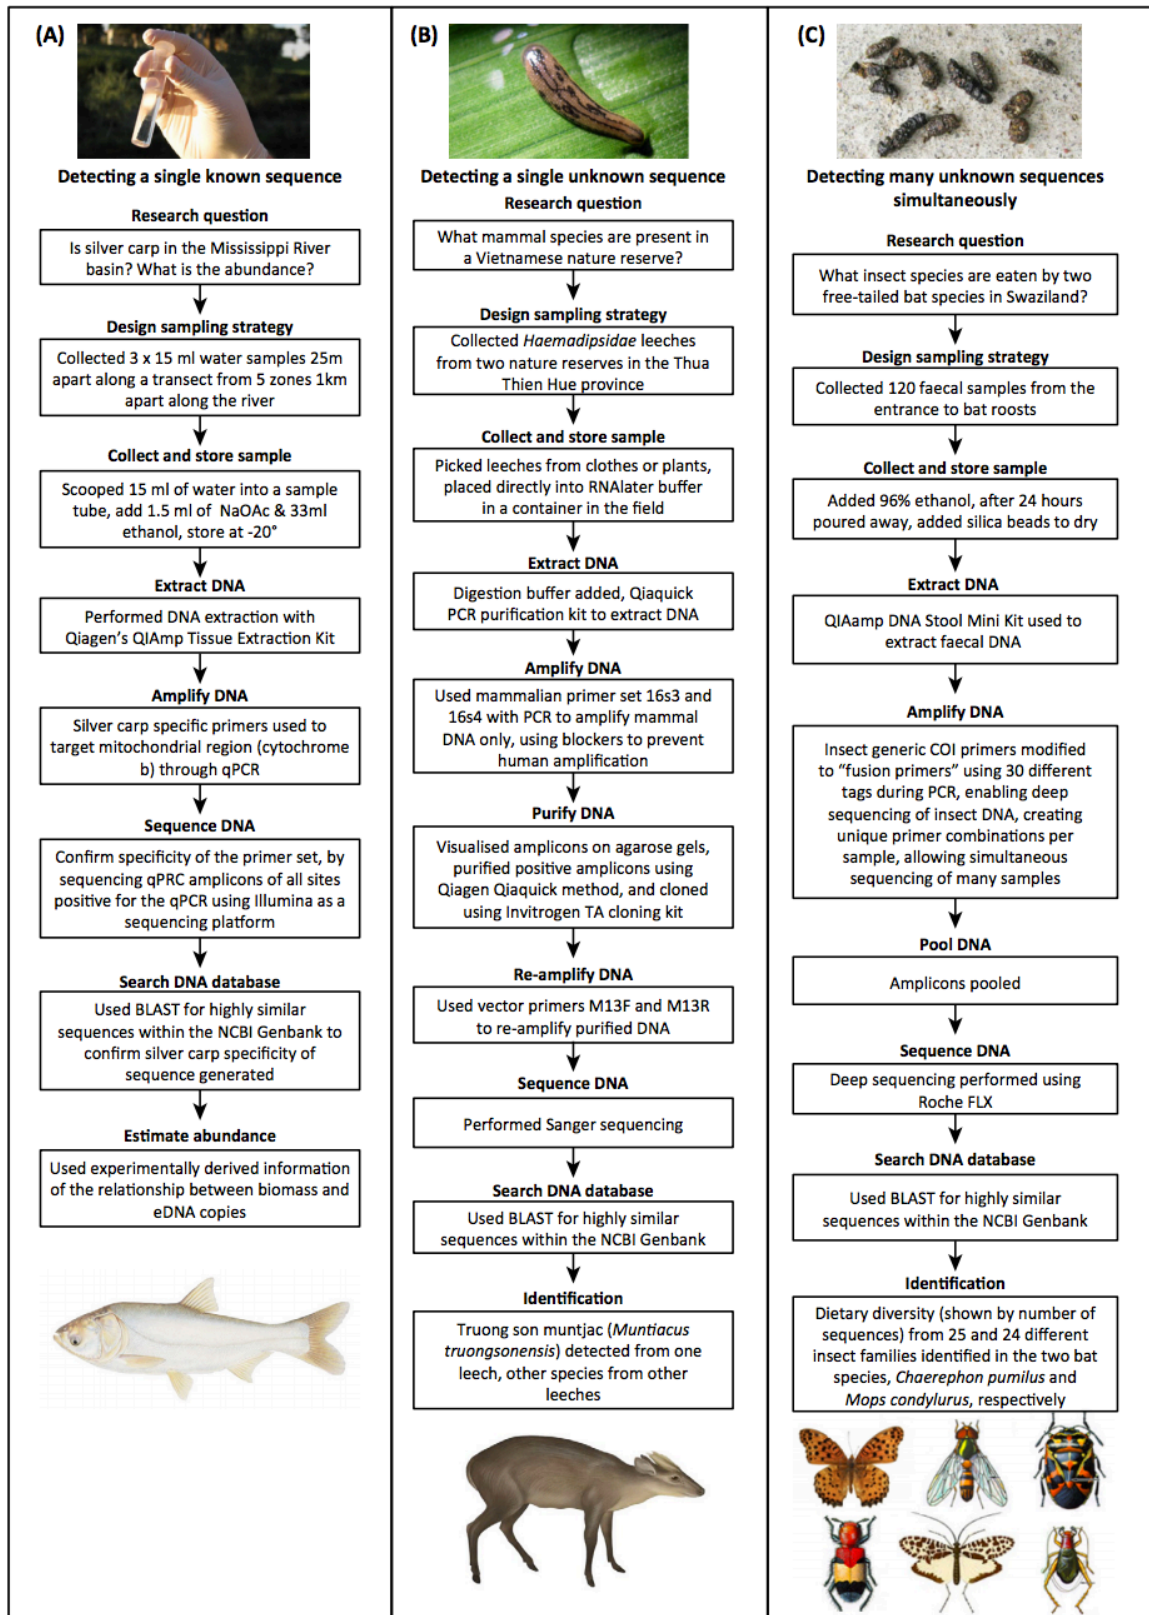 (A)
Detecting a single known sequence
Research question
Is silver carp in the Mississippi River
basin? What is the abundance?
Design sampling strategy
Collected 3 x 15 ml water samples 25m
apart along a transect from 5 zones 1km
apart along the river
Collect and store sample
Scooped 15 ml of water into a sample
tube, add 1.5 ml of NaOAc & 33ml
ethanol, store at -20°
Extract DNA
Performed DNA extraction with
Qiagen's QIAmp Tissue Extraction Kit
Amplify DNA
Silver carp specific primers used to
target mitochondrial region (cytochrome
b) through qPCR
Sequence DNA
Confirm specificity of the primer set, by
sequencing qPRC amplicons of all sites
positive for the qPCR using Illumina as a
sequencing platform
Search DNA database
Used BLAST for highly similar
sequences within the NCBI Genbank to
confirm silver carp specificity of
sequence generated
Estimate abundance
Used experimentally derived information
of the relationship between biomass and
eDNA copies
(B)
Detecting a single unknown sequence
Research question
What mammal species are present in
a Vietnamese nature reserve?
Design sampling strategy
Collected Haemadipsidae leeches
from two nature reserves in the Thua
Thien Hue province
Collect and store sample
Picked leeches from clothes or plants,
placed directly into RNAlater buffer
in a container in the field
Extract DNA
Digestion buffer added, Qiaquick
PCR purification kit to extract DNA
Amplify DNA
Used mammalian primer set 16s3 and
16s4 with PCR to amplify mammal
DNA only, using blockers to prevent
human amplification
Purify DNA
Visualised amplicons on agarose gels,
purified positive amplicons using
Qiagen Qiaquick method, and cloned
using Invitrogen TA cloning kit
Re-amplify DNA
Used vector primers M13F and M13R
to re-amplify purified DNA
Sequence DNA
Performed Sanger sequencing
Search DNA database
Used BLAST for highly similar
sequences within the NCBI Genbank
Identification
Truong son muntjac (Muntiacus
truongsonensis) detected from one
leech, other species from other
leeches
(C)
Detecting many unknown sequences
simultaneously
Research question
What insect species are eaten by two
free-tailed bat species in Swaziland?
Design sampling strategy
Collected 120 faecal samples from the
entrance to bat roosts
Collect and store sample
Added 96% ethanol, after 24 hours
poured away, added silica beads to dry
Extract DNA
QIAamp DNA Stool Mini Kit used to
extract faecal DNA
Amplify DNA
Insect generic COI primers modified
to "fusion primers" using 30 different
tags during PCR, enabling deep
sequencing of insect DNA, creating
unique primer combinations per
sample, allowing simultaneous
sequencing of many samples
Pool DNA
Amplicons pooled
Sequence DNA
Deep sequencing performed using
Roche FLX
Search DNA database
Used BLAST for highly similar
sequences within the NCBI Genbank
Identification
Dietary diversity (shown by number of
sequences) from 25 and 24 different
insect families identified in the two bat
species, Chaerephon pumilus and
Mops condylurus, respectively